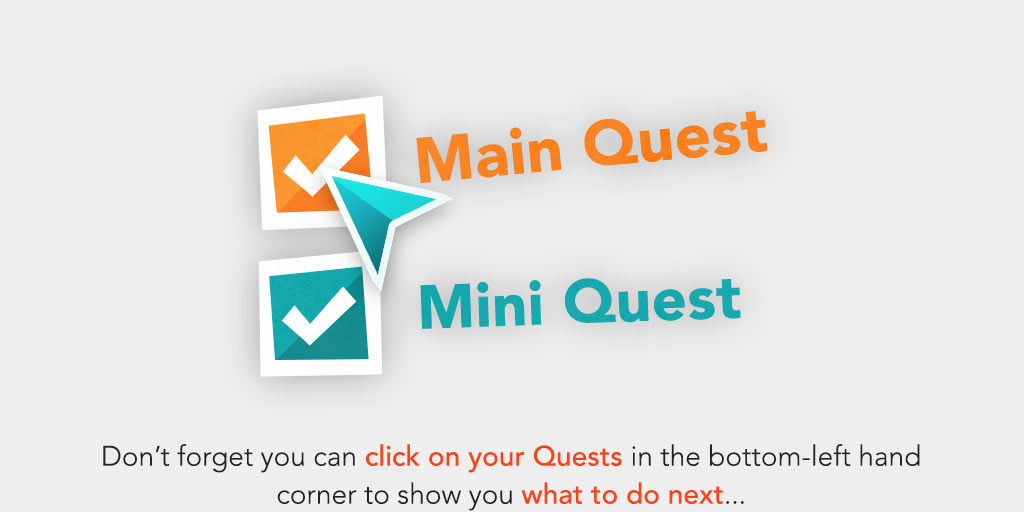 Main Quest
Mini Quest
Don’t forget you can click on your Quests in the bottom-left hand
corner to show you what to do next...